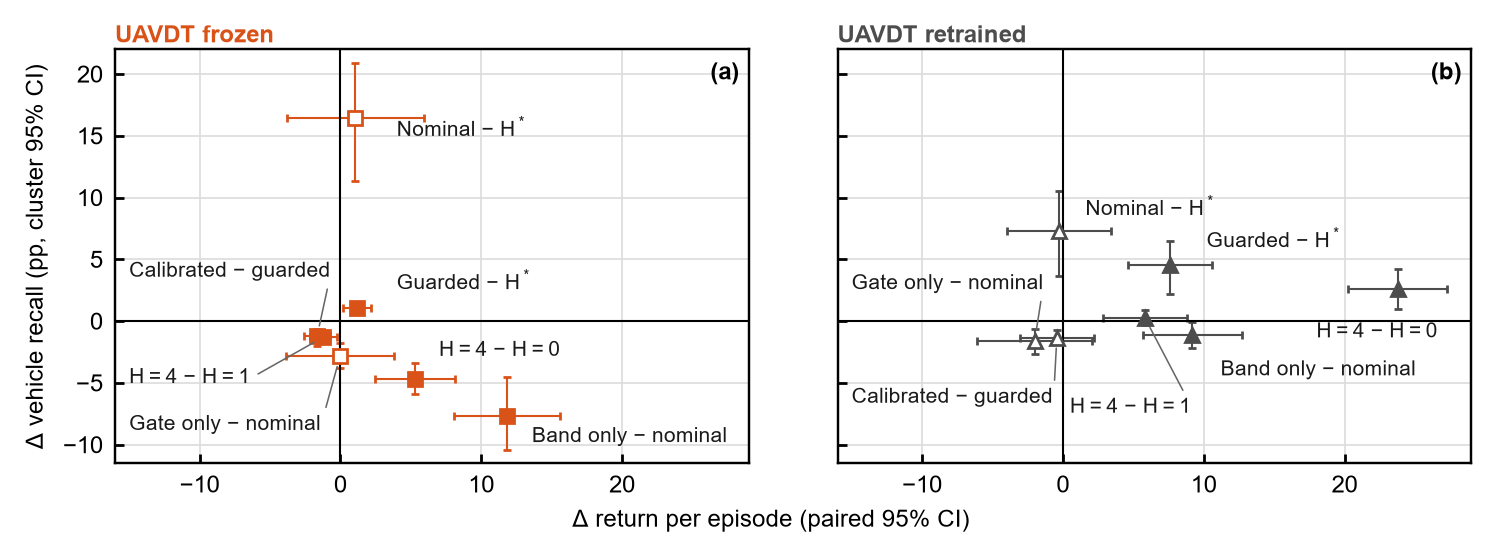 UAVDT frozen
(a)
20
15
10
5
0
−5
−10
Δ vehicle recall (pp, cluster 95% CI)
Nominal − H*
Calibrated − guarded
Guarded − H*
H = 4 − H = 0
H = 4 − H = 1
Gate only − nominal
Band only − nominal
−10
0
10
20
UAVDT retrained
(b)
Nominal − H*
Guarded − H*
Gate only − nominal
H = 4 − H = 0
Band only − nominal
Calibrated − guarded
H = 4 − H = 1
−10
0
10
20
Δ return per episode (paired 95% CI)